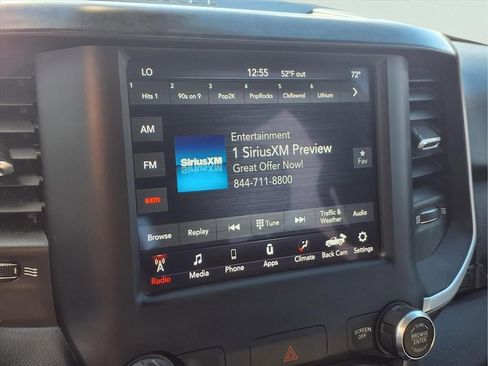 LO 12:55 52°F out 72°
1 2 3 4 5 6
Hits 1 90s on 9 Pop2K PopRocks ClsRewnd Lithium
AM
FM
sxm
SiriusXM
Entertainment
1 SiriusXM Preview
Great Offer Now!
844-711-8800
Fav
Browse Replay Tune Traffic & Weather Audio
Radio Media Phone Apps Climate Back Cam Settings
SCREEN OFF
TUNE
BROWSE
ENTER